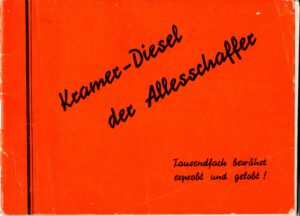 Kramer-Diesel
der Allesschaffer
Tausendfach bewährt
erprobt und gelobt!